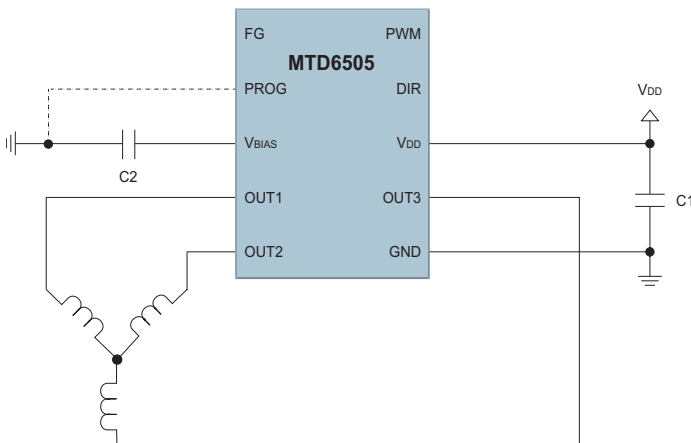 FG PWM
MTD6505
PROG DIR
VDD
VBIAS VDD
C2
OUT1 OUT3
C1
OUT2 GND